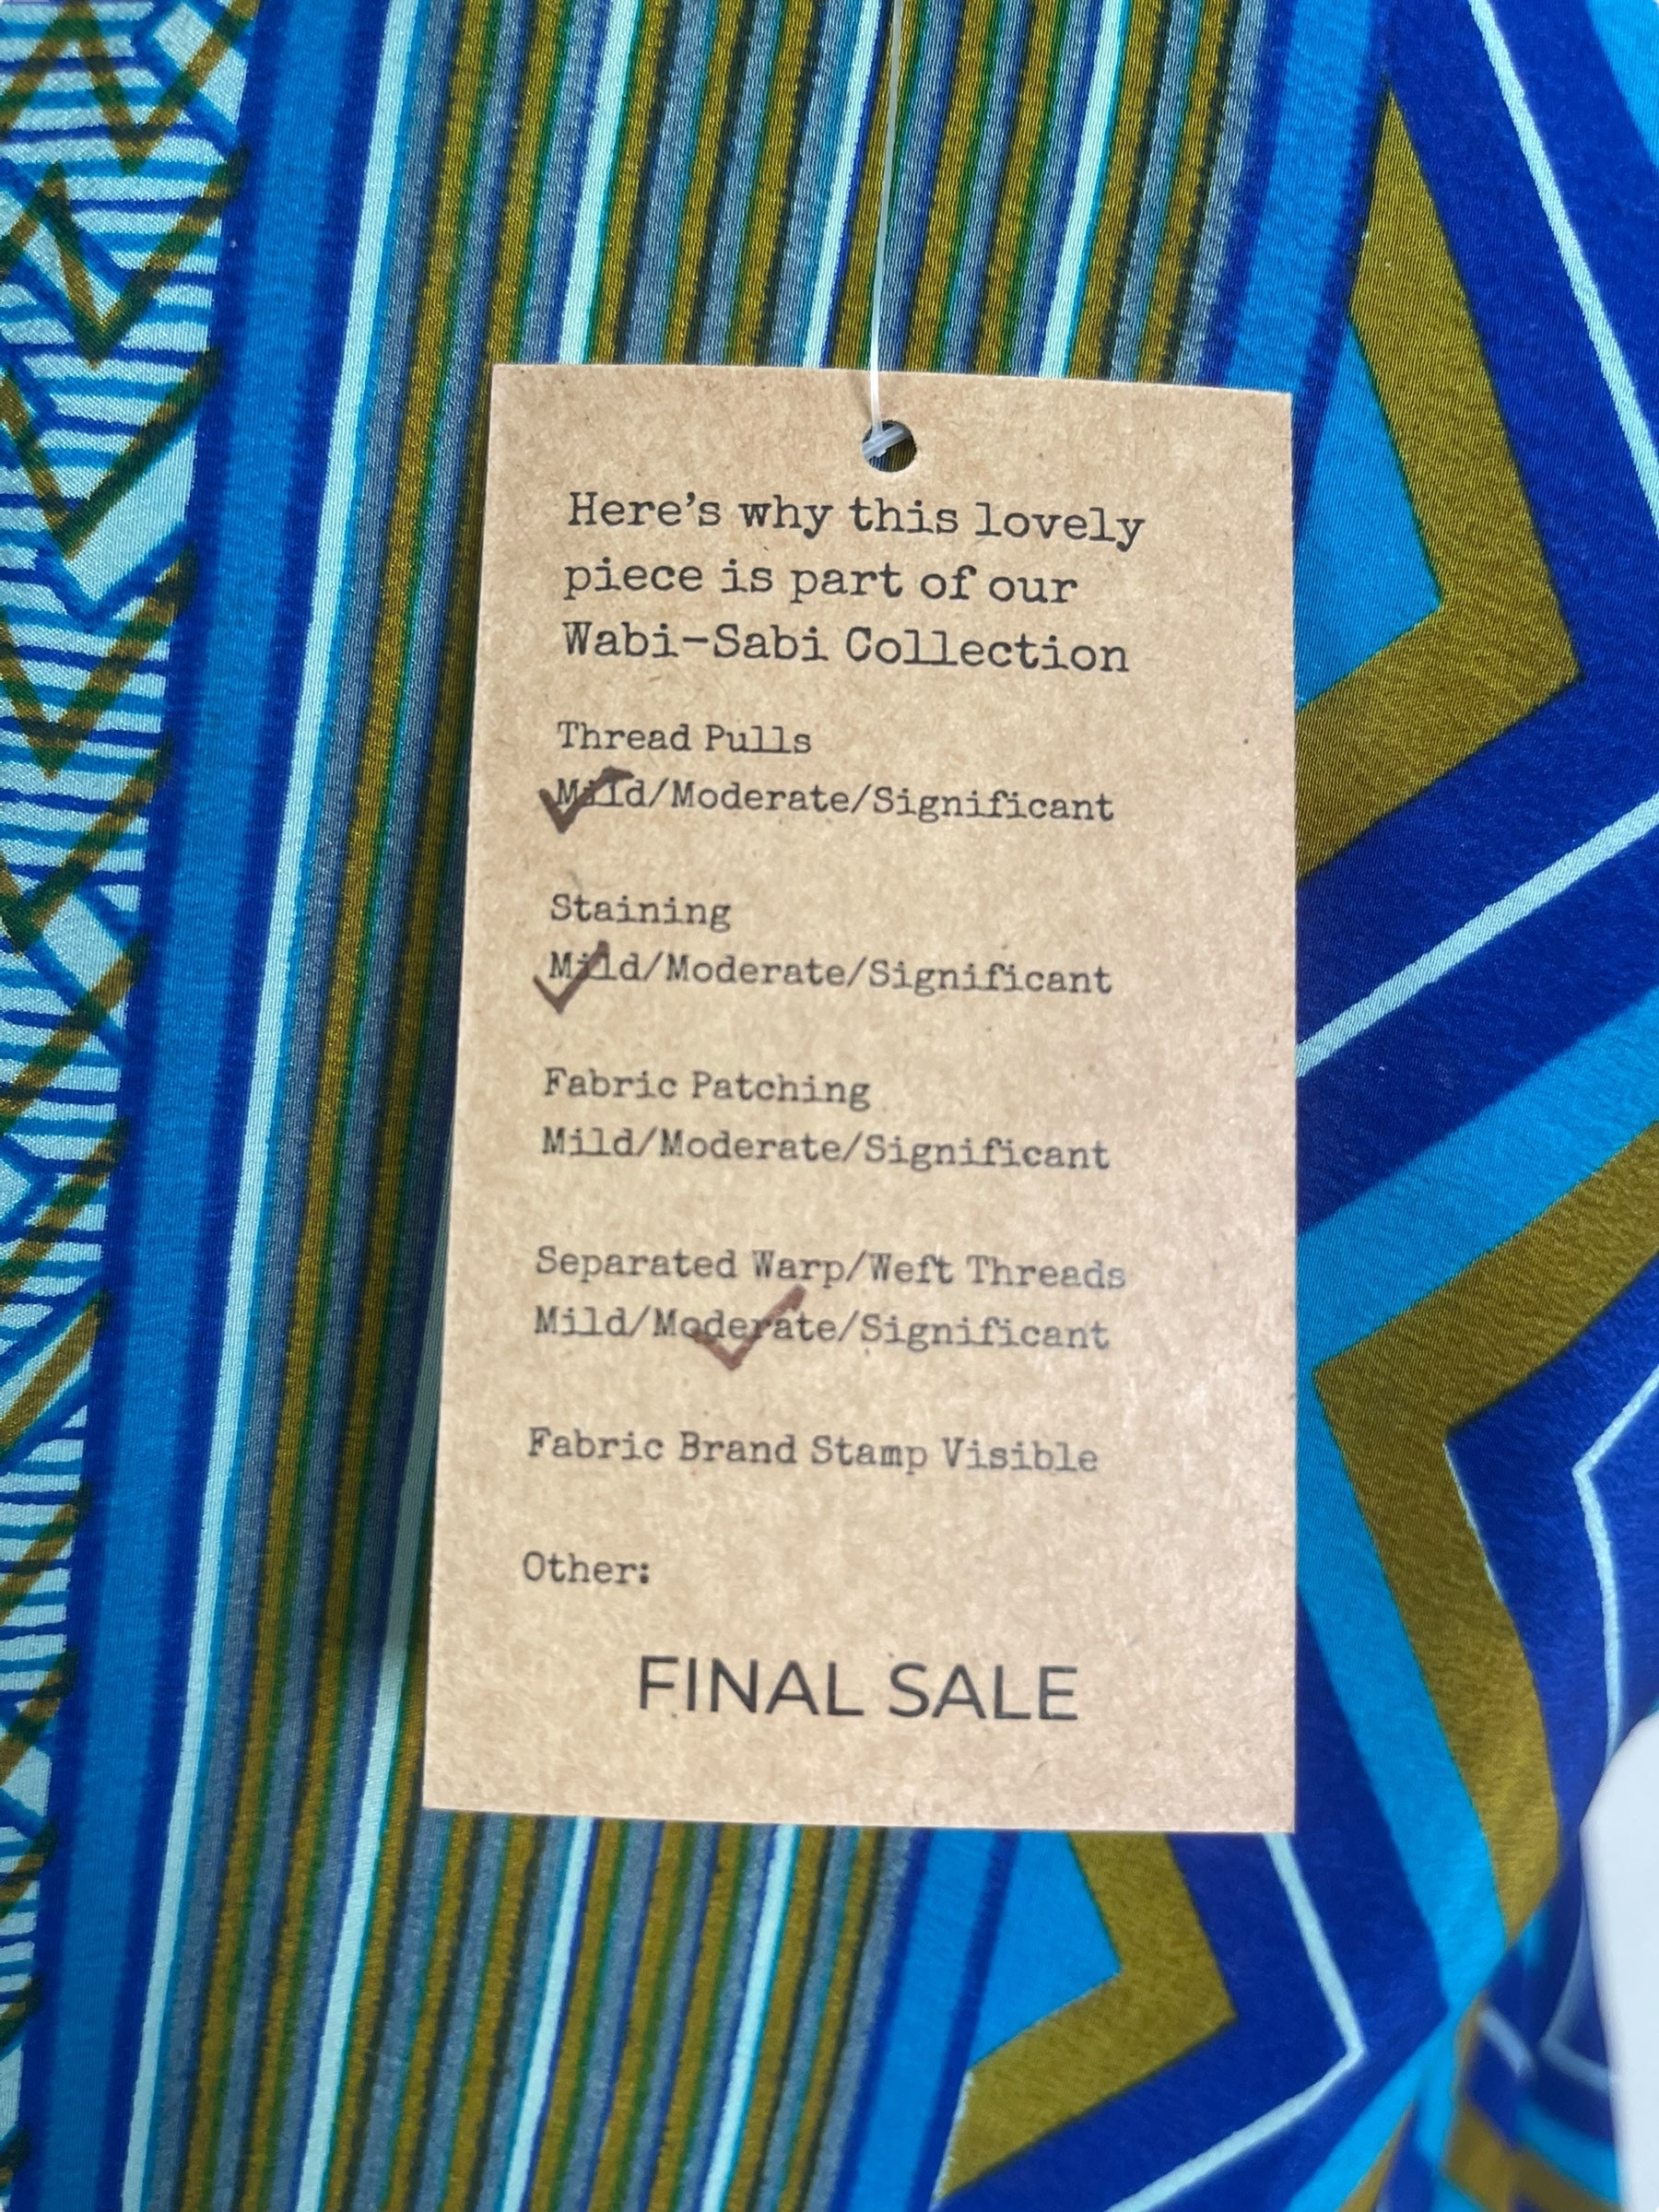 Here's why this lovely
piece is part of our
Wabi-Sabi Collection
Thread Pulls
Mild/Moderate/Significant
Staining
Mild/Moderate/Significant
Fabric Patching
Mild/Moderate/Significant
Separated Warp/Weft Threads
Mild/Moderate/Significant
Fabric Brand Stamp Visible
Other:
FINAL SALE